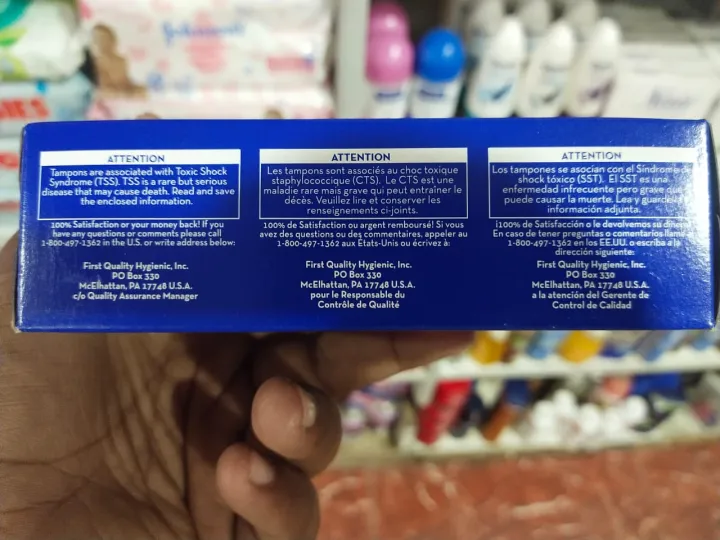 Johnson's
GIES
ATTENTION
Tampons are associated with Toxic Shock
Syndrome (TSS). TSS is a rare but serious
disease that may cause death. Read and save
the enclosed information.
100% Satisfaction or your money back! If you
have any questions or comments please call
1-800-497-1362 in the U.S. or write address below:
First Quality Hygienic, Inc.
PO Box 330
McElhattan, PA 17748 U.S.A.
c/o Quality Assurance Manager
ATTENTION
Les tampons sont associés au choc toxique
staphylococcique (CTS). Le CTS est une
maladie rare mais grave qui peut entraîner le
décès. Veuillez lire et conserver les
renseignements ci-joints.
100% Satisfaction ou argent remboursé! Si vous
avez des questions ou des commentaires, appeler au
1-800-497-1362 aux États-Unis ou écrivez à:
First Quality Hygienic, Inc.
PO Box 330
McElhattan, PA 17748 U.S.A.
pour le Responsable du
Contrôle de Qualité
ATTENTION
Los tampones se asocian con el Síndrome de
shock tóxico (SST). El SST es una
enfermedad infrecuente pero grave que
puede causar la muerte. Lea y guarde la
información adjunta.
¡100% de Satisfacción o le devolvemos su dinero!
En caso de tener preguntas o comentarios llame al
1-800-497-1362 en los EE.UU. o escriba a la
dirección siguiente:
First Quality Hygienic, Inc.
PO Box 330
McElhattan, PA 17748 U.S.A.
a la atención del Gerente de
Control de Calidad